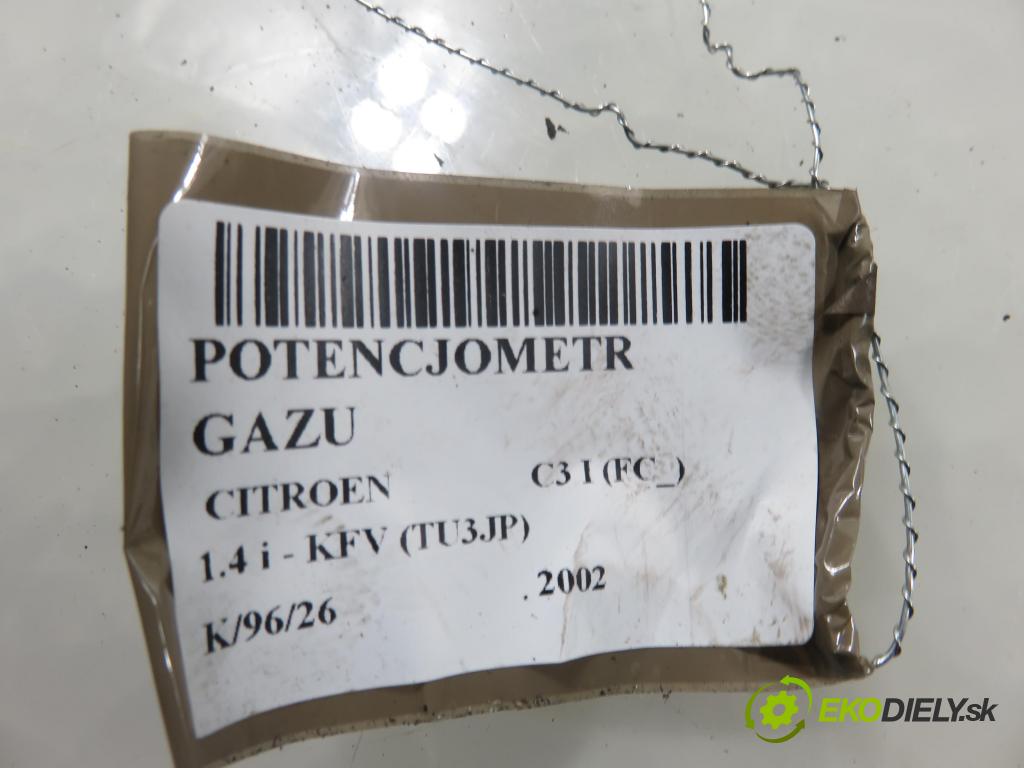 POTENCJOMETR
GAZU
CITROEN C3 I (FC_)
1.4 i - KFV (TU3JP)
K/96/26 . 2002
EKODIELY.sk